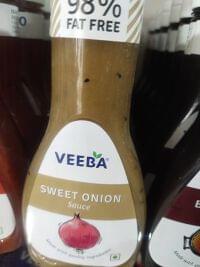 98%
FAT FREE
VEEBA®
SWEET ONION
Sauce